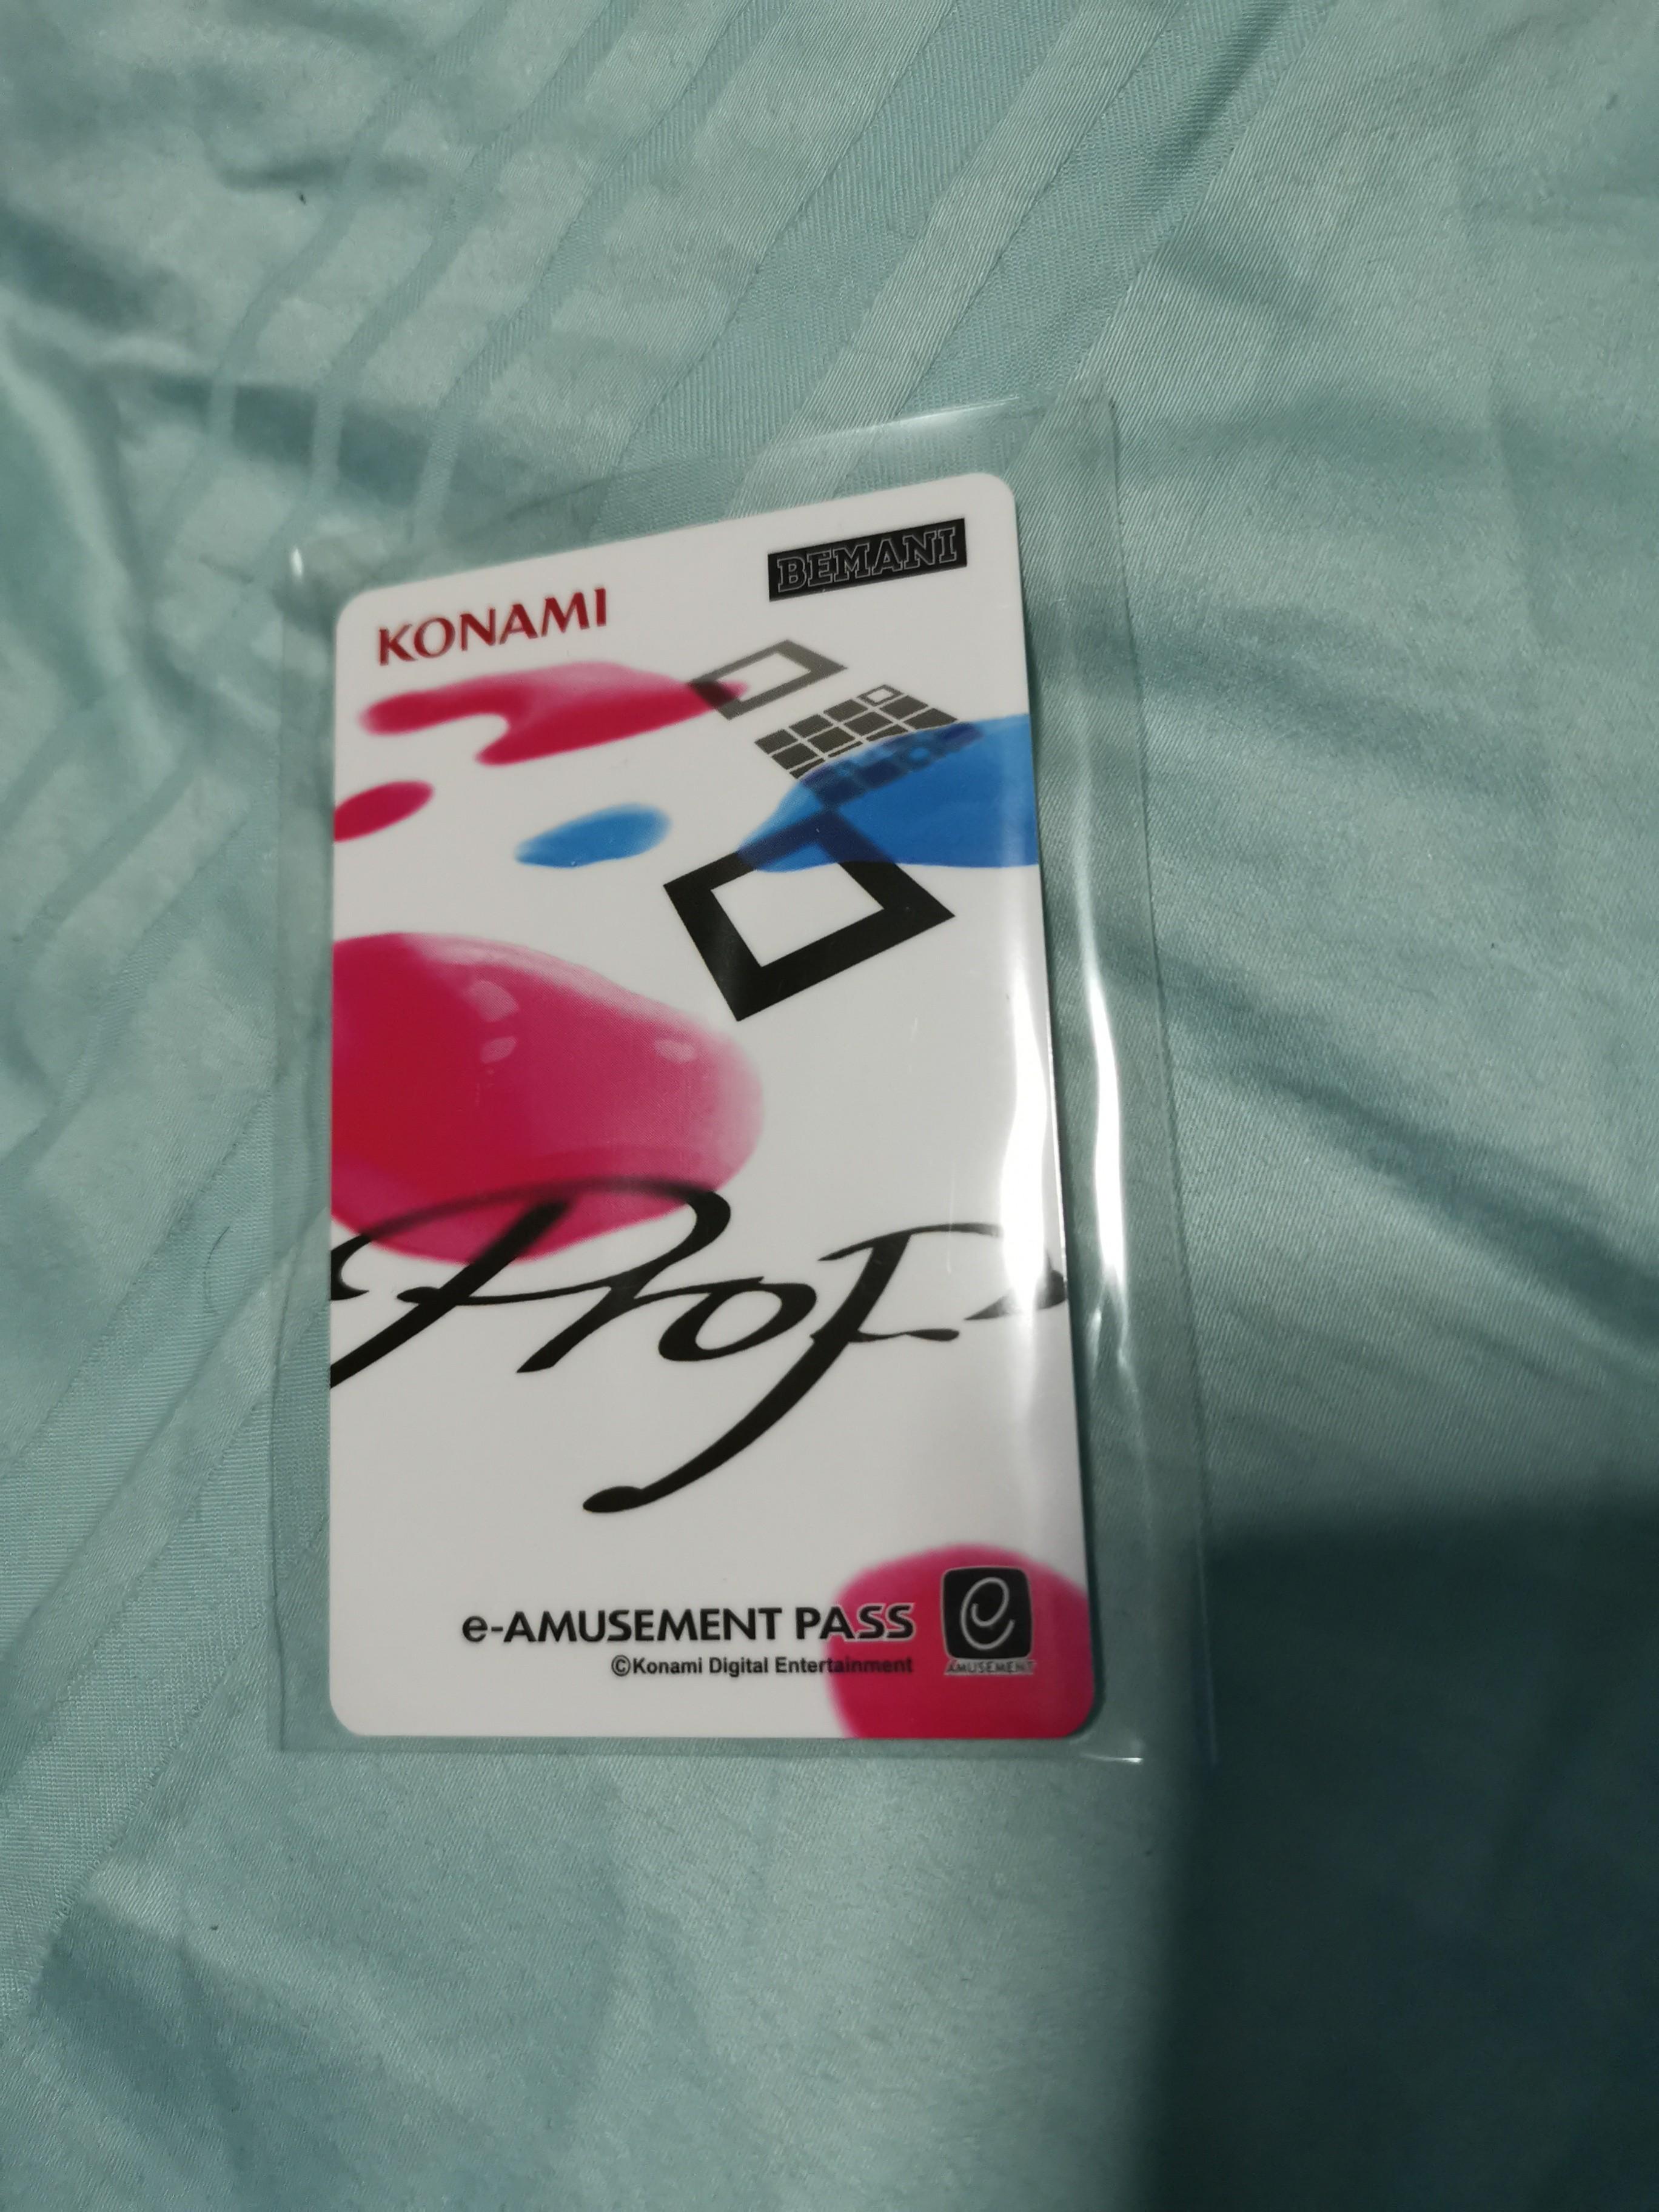 KONAMI
BEMANI
e-AMUSEMENT PASS
©Konami Digital Entertainment
e
AMUSEMENT